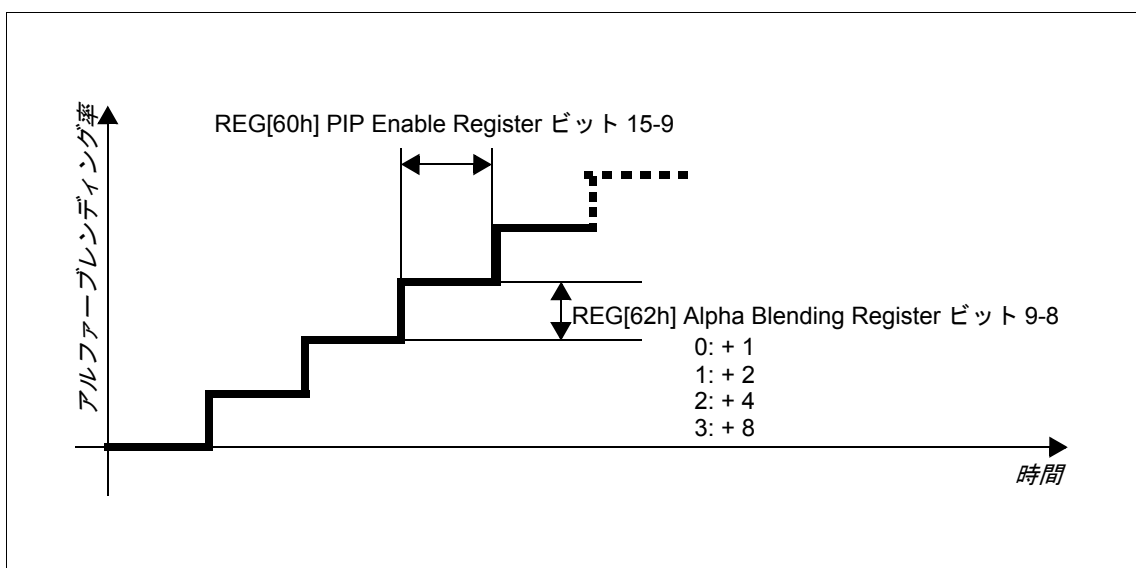 アルファーブレンディング率
REG[60h] PIP Enable Register ビット 15-9
REG[62h] Alpha Blending Register ビット 9-8
0: + 1
1: + 2
2: + 4
3: + 8
時間